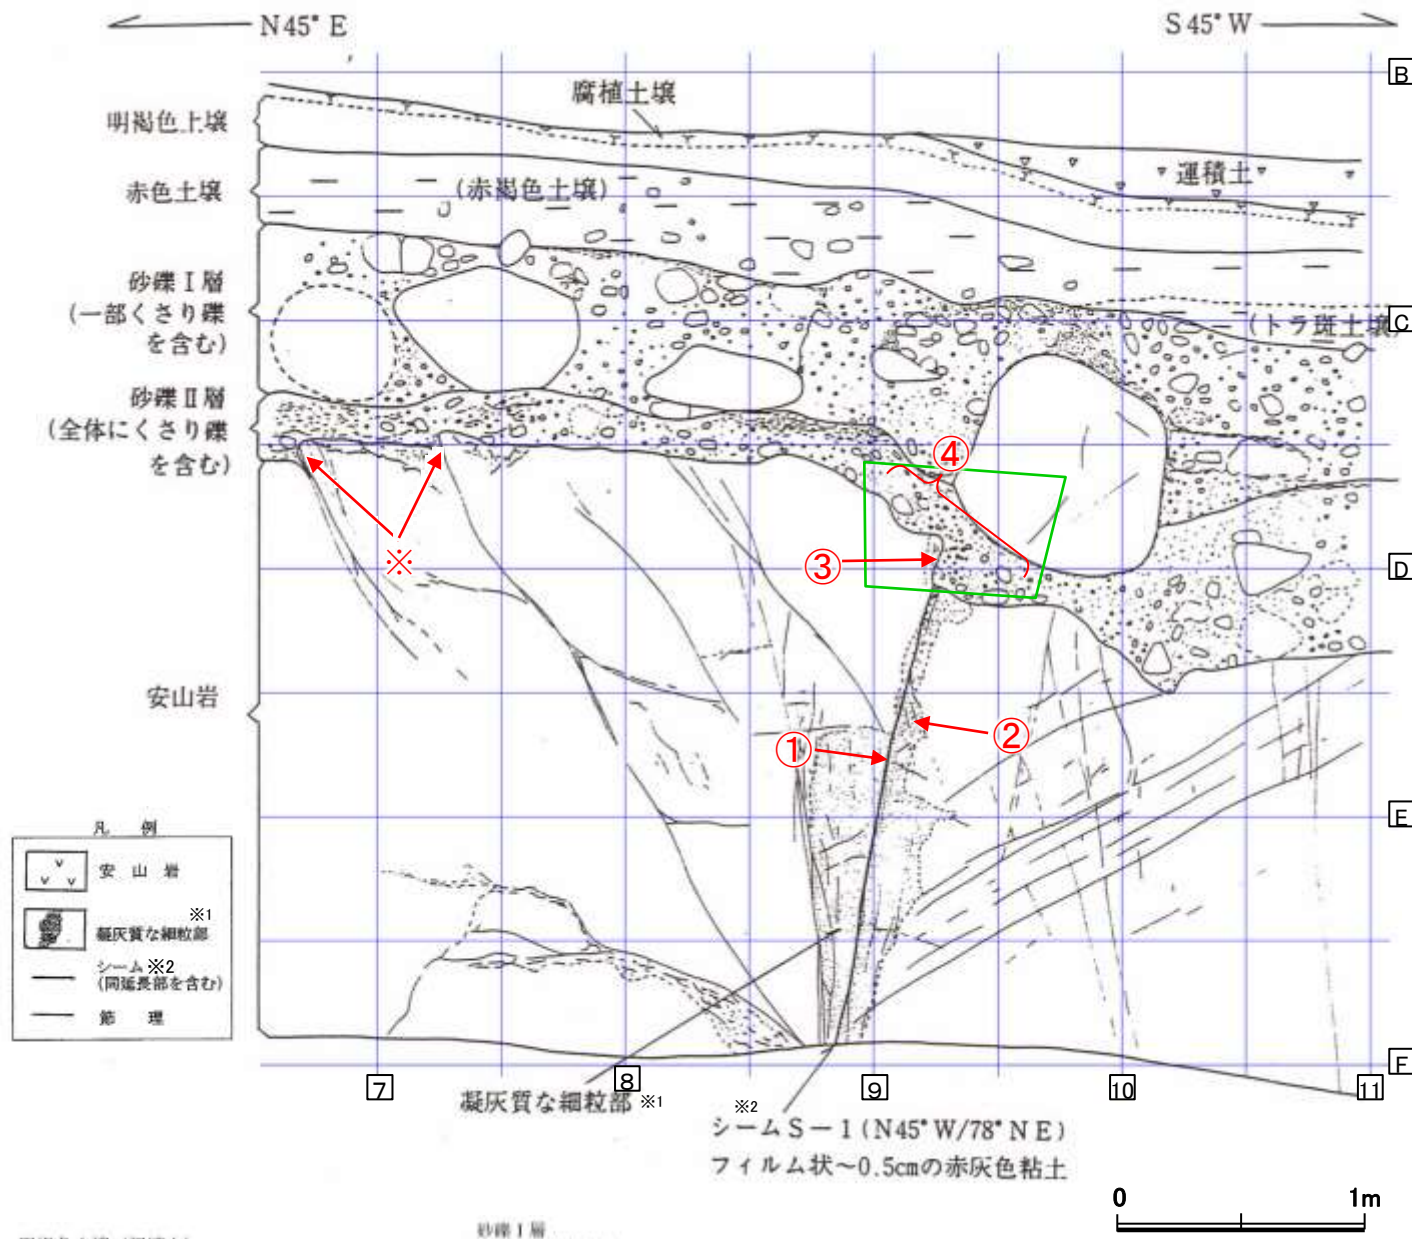 N45°E
S45°W
B
腐植土壌
明褐色土壌
運積土
赤色土壌
(赤褐色土壌)
砂礫Ⅰ層
(一部くさり礫
を含む)
C
(トラ斑土壌)
砂礫Ⅱ層
(全体にくさり礫
を含む)
④
※
③
D
安山岩
①
②
E
凡 例
安 山 岩
※1
凝灰質な細粒部
シーム※2
(同延長部を含む)
節 理
F
7
8
9
10
11
凝灰質な細粒部 ※1
※2
シームS-1(N45°W/78°NE)
フィルム状~0.5cmの赤灰色粘土
0
1m
砂礫Ⅰ層